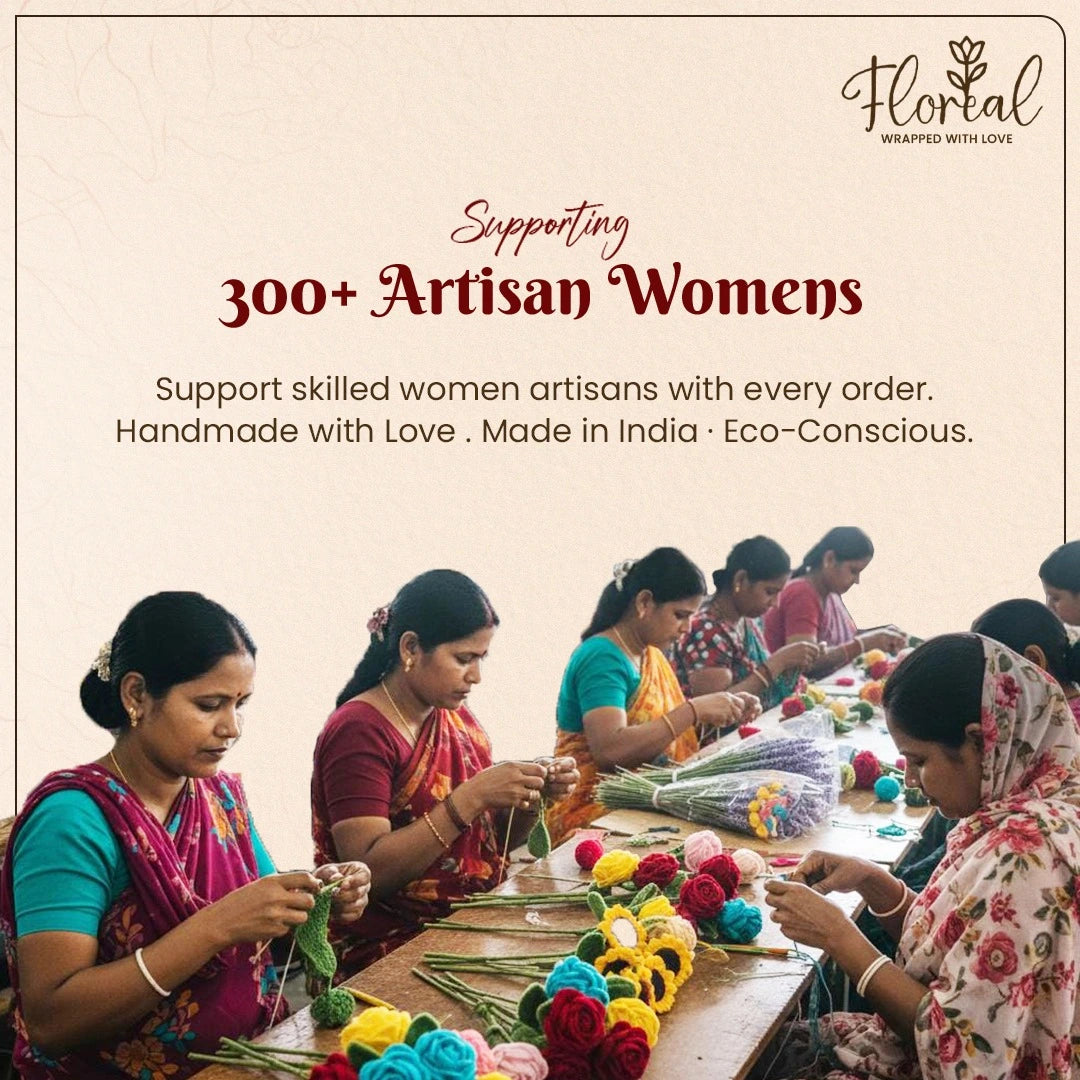 Floreal
WRAPPED WITH LOVE
Supporting
300+ Artisan Womens
Support skilled women artisans with every order.
Handmade with Love . Made in India · Eco-Conscious.